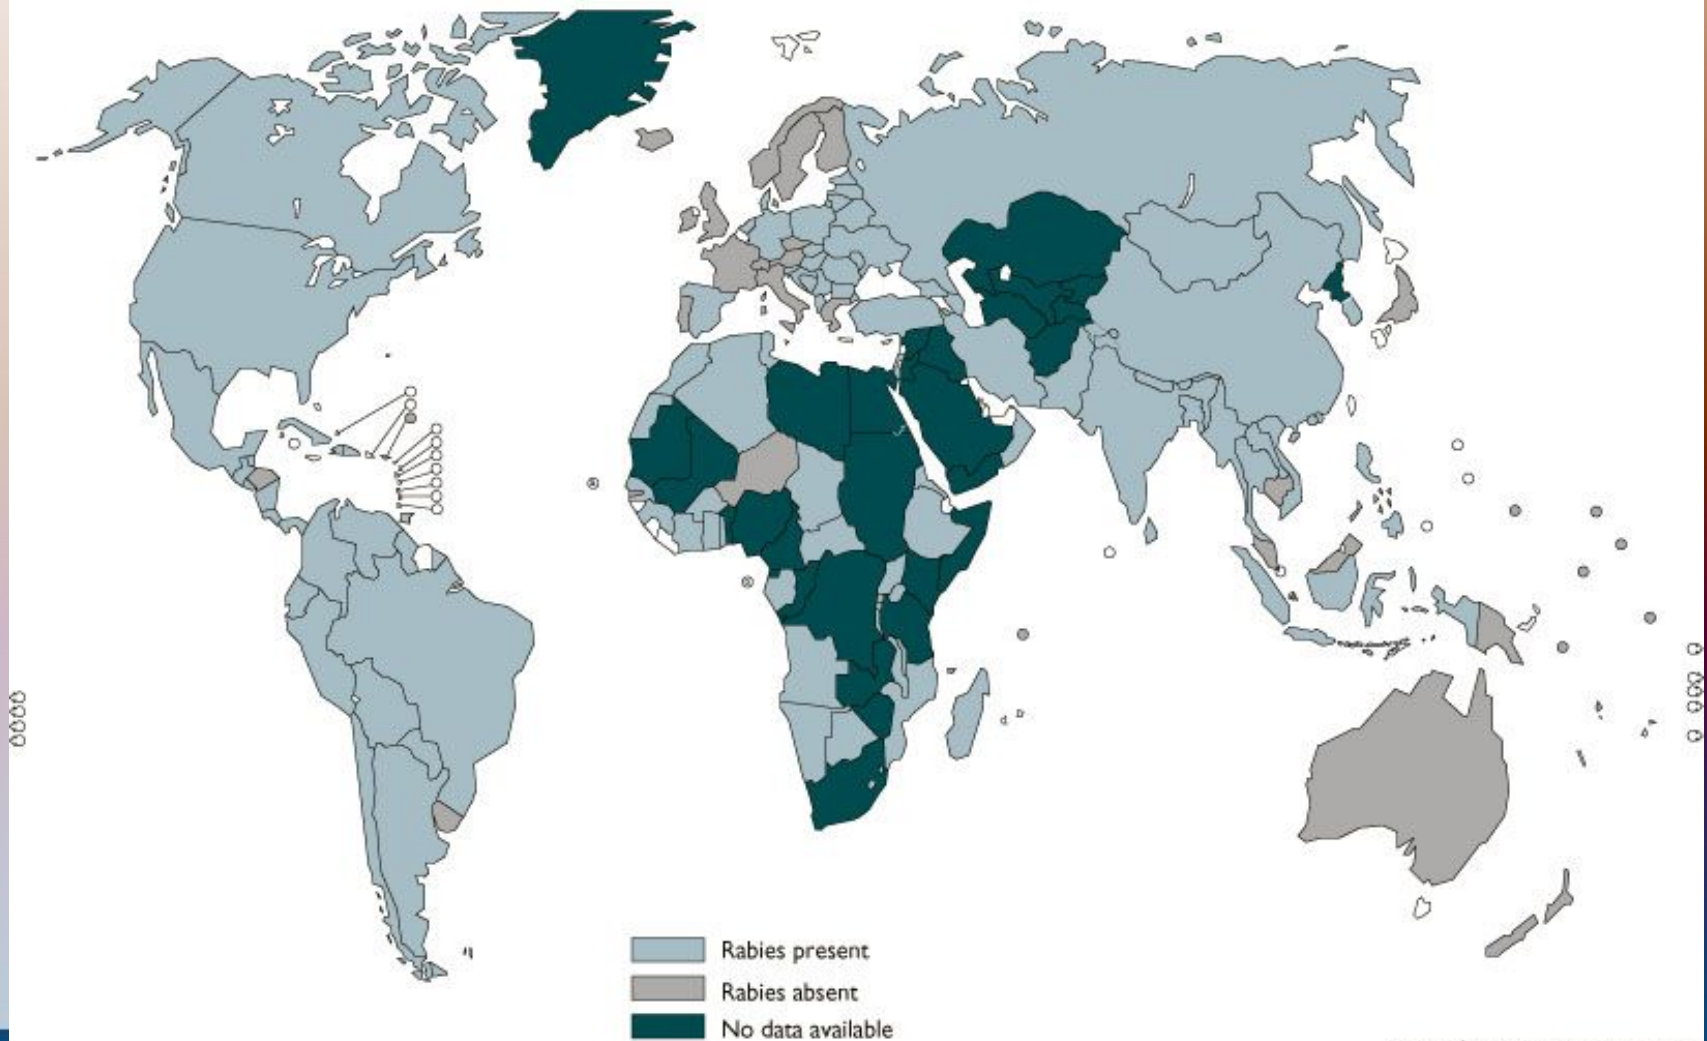 Rabies present
Rabies absent
No data available